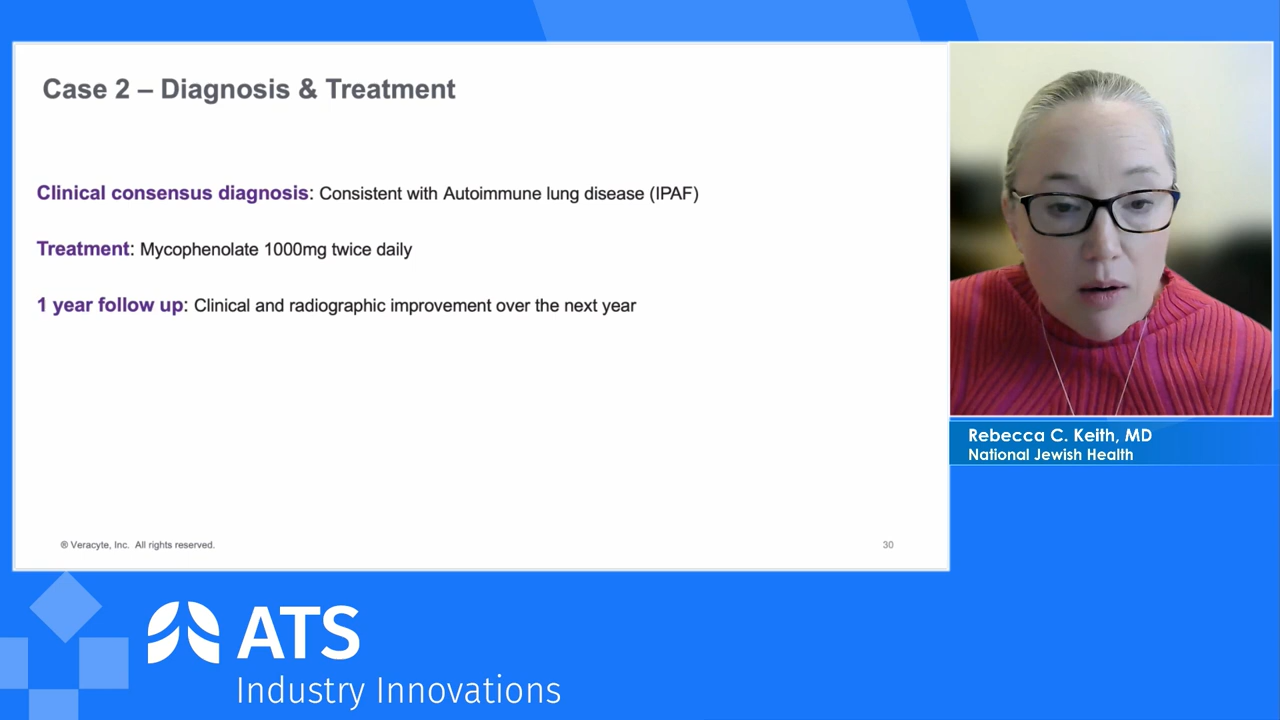 Case 2 – Diagnosis & Treatment
Clinical consensus diagnosis: Consistent with Autoimmune lung disease (IPAF)
Treatment: Mycophenolate 1000mg twice daily
1 year follow up: Clinical and radiographic improvement over the next year
® Veracyte, Inc. All rights reserved.
30
Rebecca C. Keith, MD
National Jewish Health
ATS
Industry Innovations